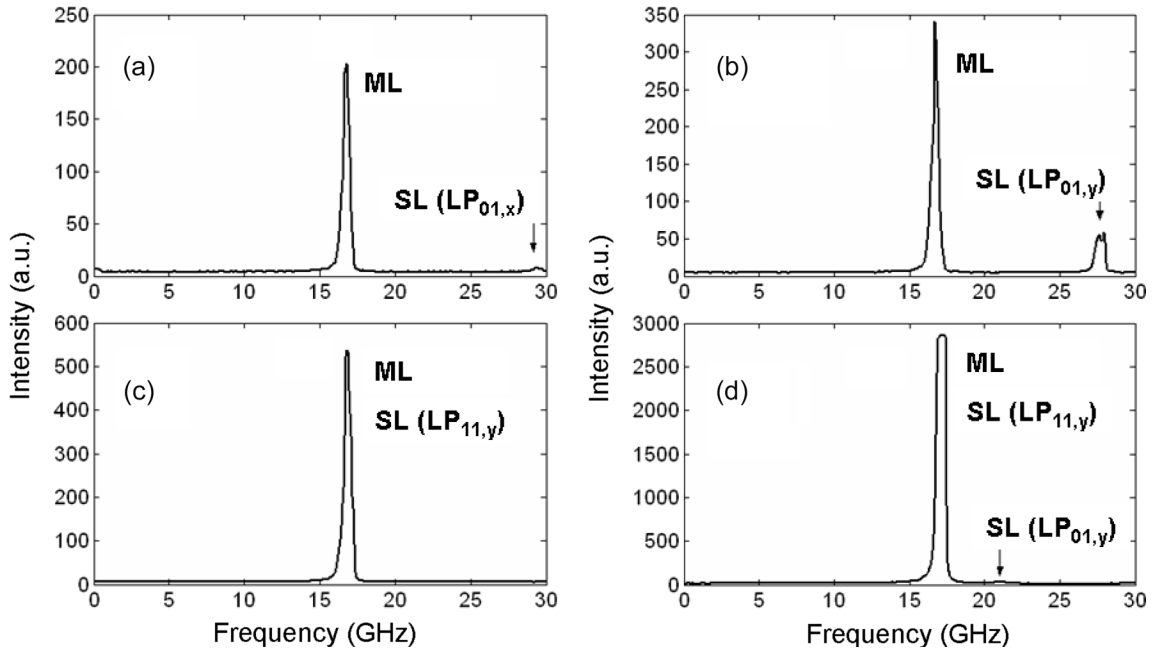 250
200
150
100
50
0
(a)
ML
SL (LP01,x)
0 5 10 15 20 25 30
350
300
250
200
150
100
50
0
(b)
ML
SL (LP01,y)
0 5 10 15 20 25 30
Intensity (a.u.)
600
500
400
300
200
100
0
(c)
ML
SL (LP11,y)
0 5 10 15 20 25 30
Frequency (GHz)
Intensity (a.u.)
3000
2500
2000
1500
1000
500
0
(d)
ML
SL (LP11,y)
SL (LP01,y)
0 5 10 15 20 25 30
Frequency (GHz)